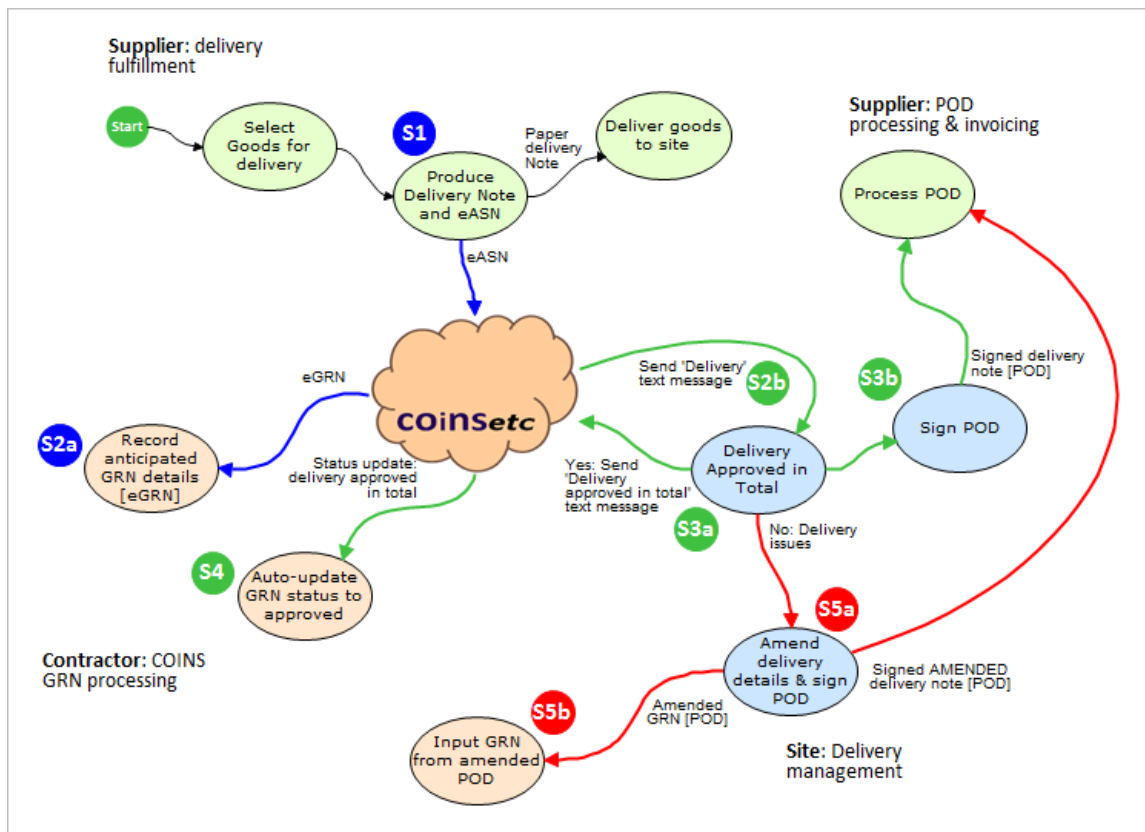 Supplier: delivery
fulfillment
Start
Select
Goods for
delivery
S1
Produce
Delivery Note
and eASN
Paper
delivery
Note
Deliver goods
to site
Supplier: POD
processing & invoicing
Process POD
eASN
coinsetc
eGRN
S2a
Record
anticipated
GRN details
[eGRN]
Status update:
delivery approved
in total
S4
Auto-update
GRN status to
approved
Contractor: COINS
GRN processing
Send 'Delivery'
text message
S2b
Delivery
Approved in
Total
Yes: Send
'Delivery
approved in total'
text message
S3a
S3b
Signed delivery
note [POD]
Sign POD
No: Delivery
issues
S5a
Amend
delivery
details & sign
POD
Signed AMENDED
delivery note [POD]
Amended
GRN [POD]
S5b
Input GRN
from amended
POD
Site: Delivery
management